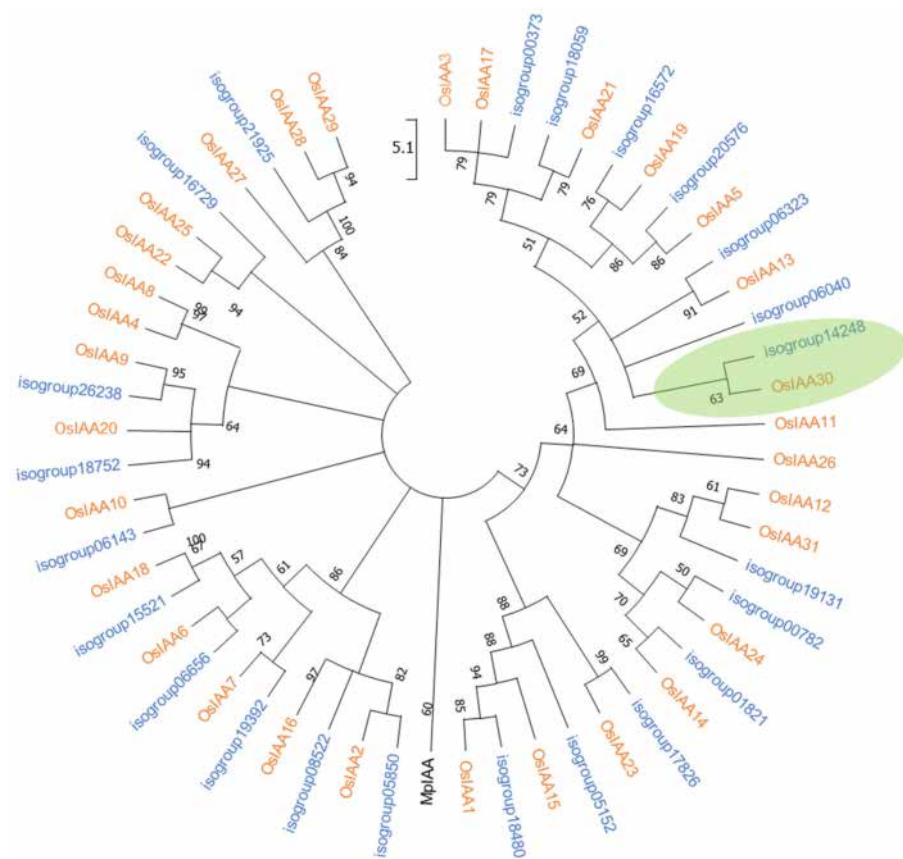 OsIAA3
OsIAA17
isogroup00373
isogroup18059
OsIAA21
isogroup16572
OsIAA19
isogroup20576
OsIAA5
isogroup06323
OsIAA13
isogroup06040
isogroup14248
OsIAA30
OsIAA11
OsIAA26
OsIAA12
OsIAA31
isogroup19131
isogroup00782
OsIAA24
isogroup01821
OsIAA14
isogroup17826
OsIAA23
isogroup05152
OsIAA15
isogroup18480
OsIAA1
MpIAA
isogroup05850
OsIAA2
isogroup08522
OsIAA16
isogroup19392
OsIAA7
isogroup06656
OsIAA6
isogroup15521
OsIAA18
isogroup06143
OsIAA10
isogroup18752
OsIAA20
isogroup26238
OsIAA9
OsIAA4
OsIAA8
OsIAA22
OsIAA25
isogroup16729
OsIAA27
isogroup21925
OsIAA28
OsIAA29
5.1
79
79
79
76
86
86
51
52
91
63
69
64
73
61
83
69
50
70
65
99
88
88
94
85
60
82
97
86
61
73
57
67
100
94
64
95
97
99
94
84
100
94